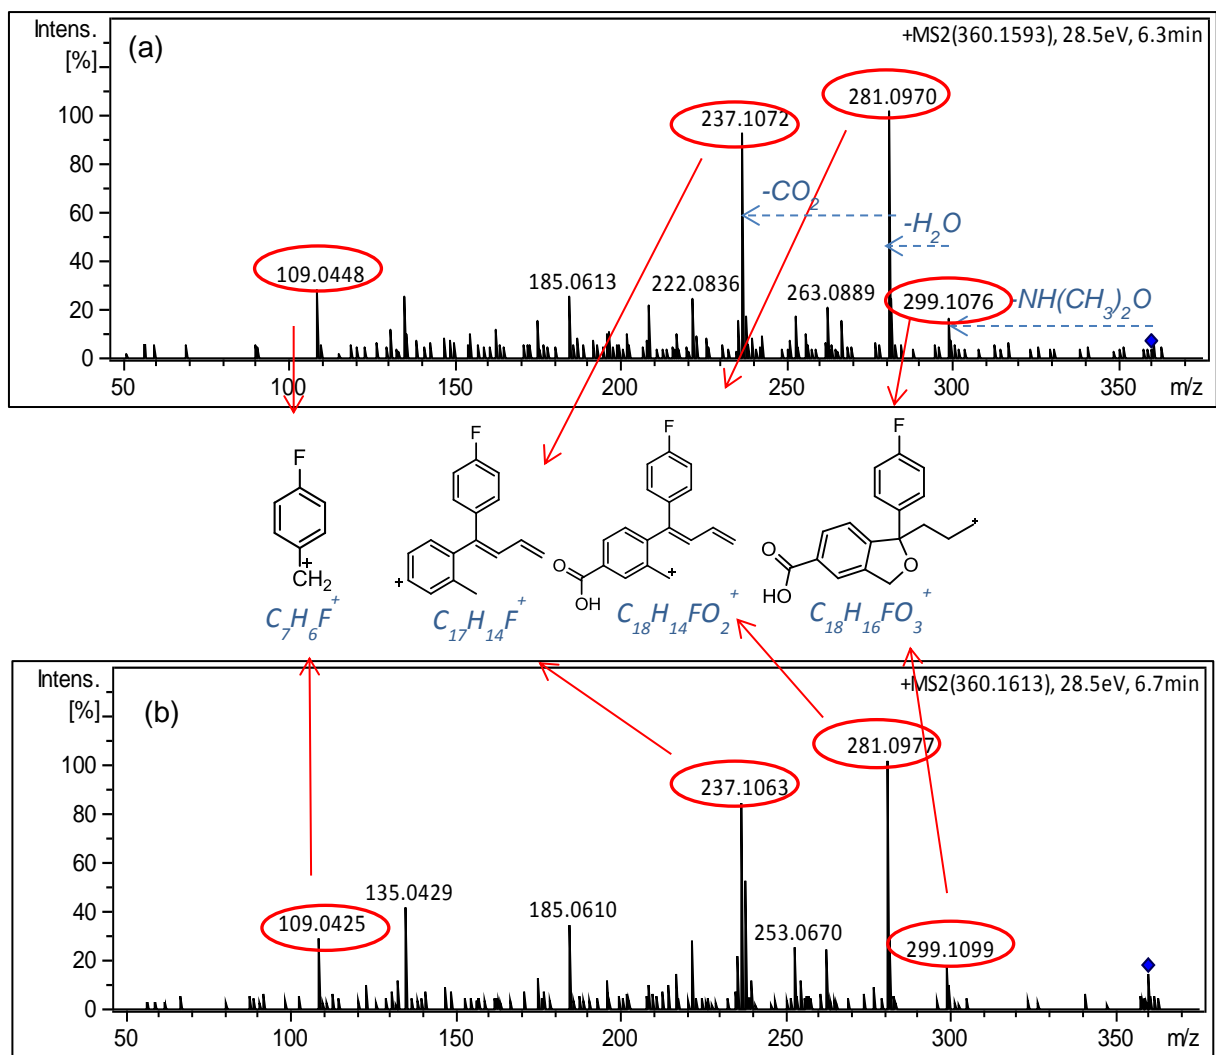 Intens.
[%]
(a)
+MS2(360.1593), 28.5eV, 6.3min
281.0970
237.1072
-CO2
-H2O
109.0448
185.0613
222.0836
263.0889
299.1076
-NH(CH3)2O
100
80
60
40
20
0
50
100
150
200
250
300
350
m/z
F
+
CH2
C7H6F+
F
+
C17H14F+
F
O
OH
+
C18H14FO2+
F
+
O
O
HO
C18H16FO3+
Intens.
[%]
(b)
+MS2(360.1613), 28.5eV, 6.7min
281.0977
237.1063
135.0429
109.0425
185.0610
253.0670
299.1099
100
80
60
40
20
0
50
100
150
200
250
300
350
m/z